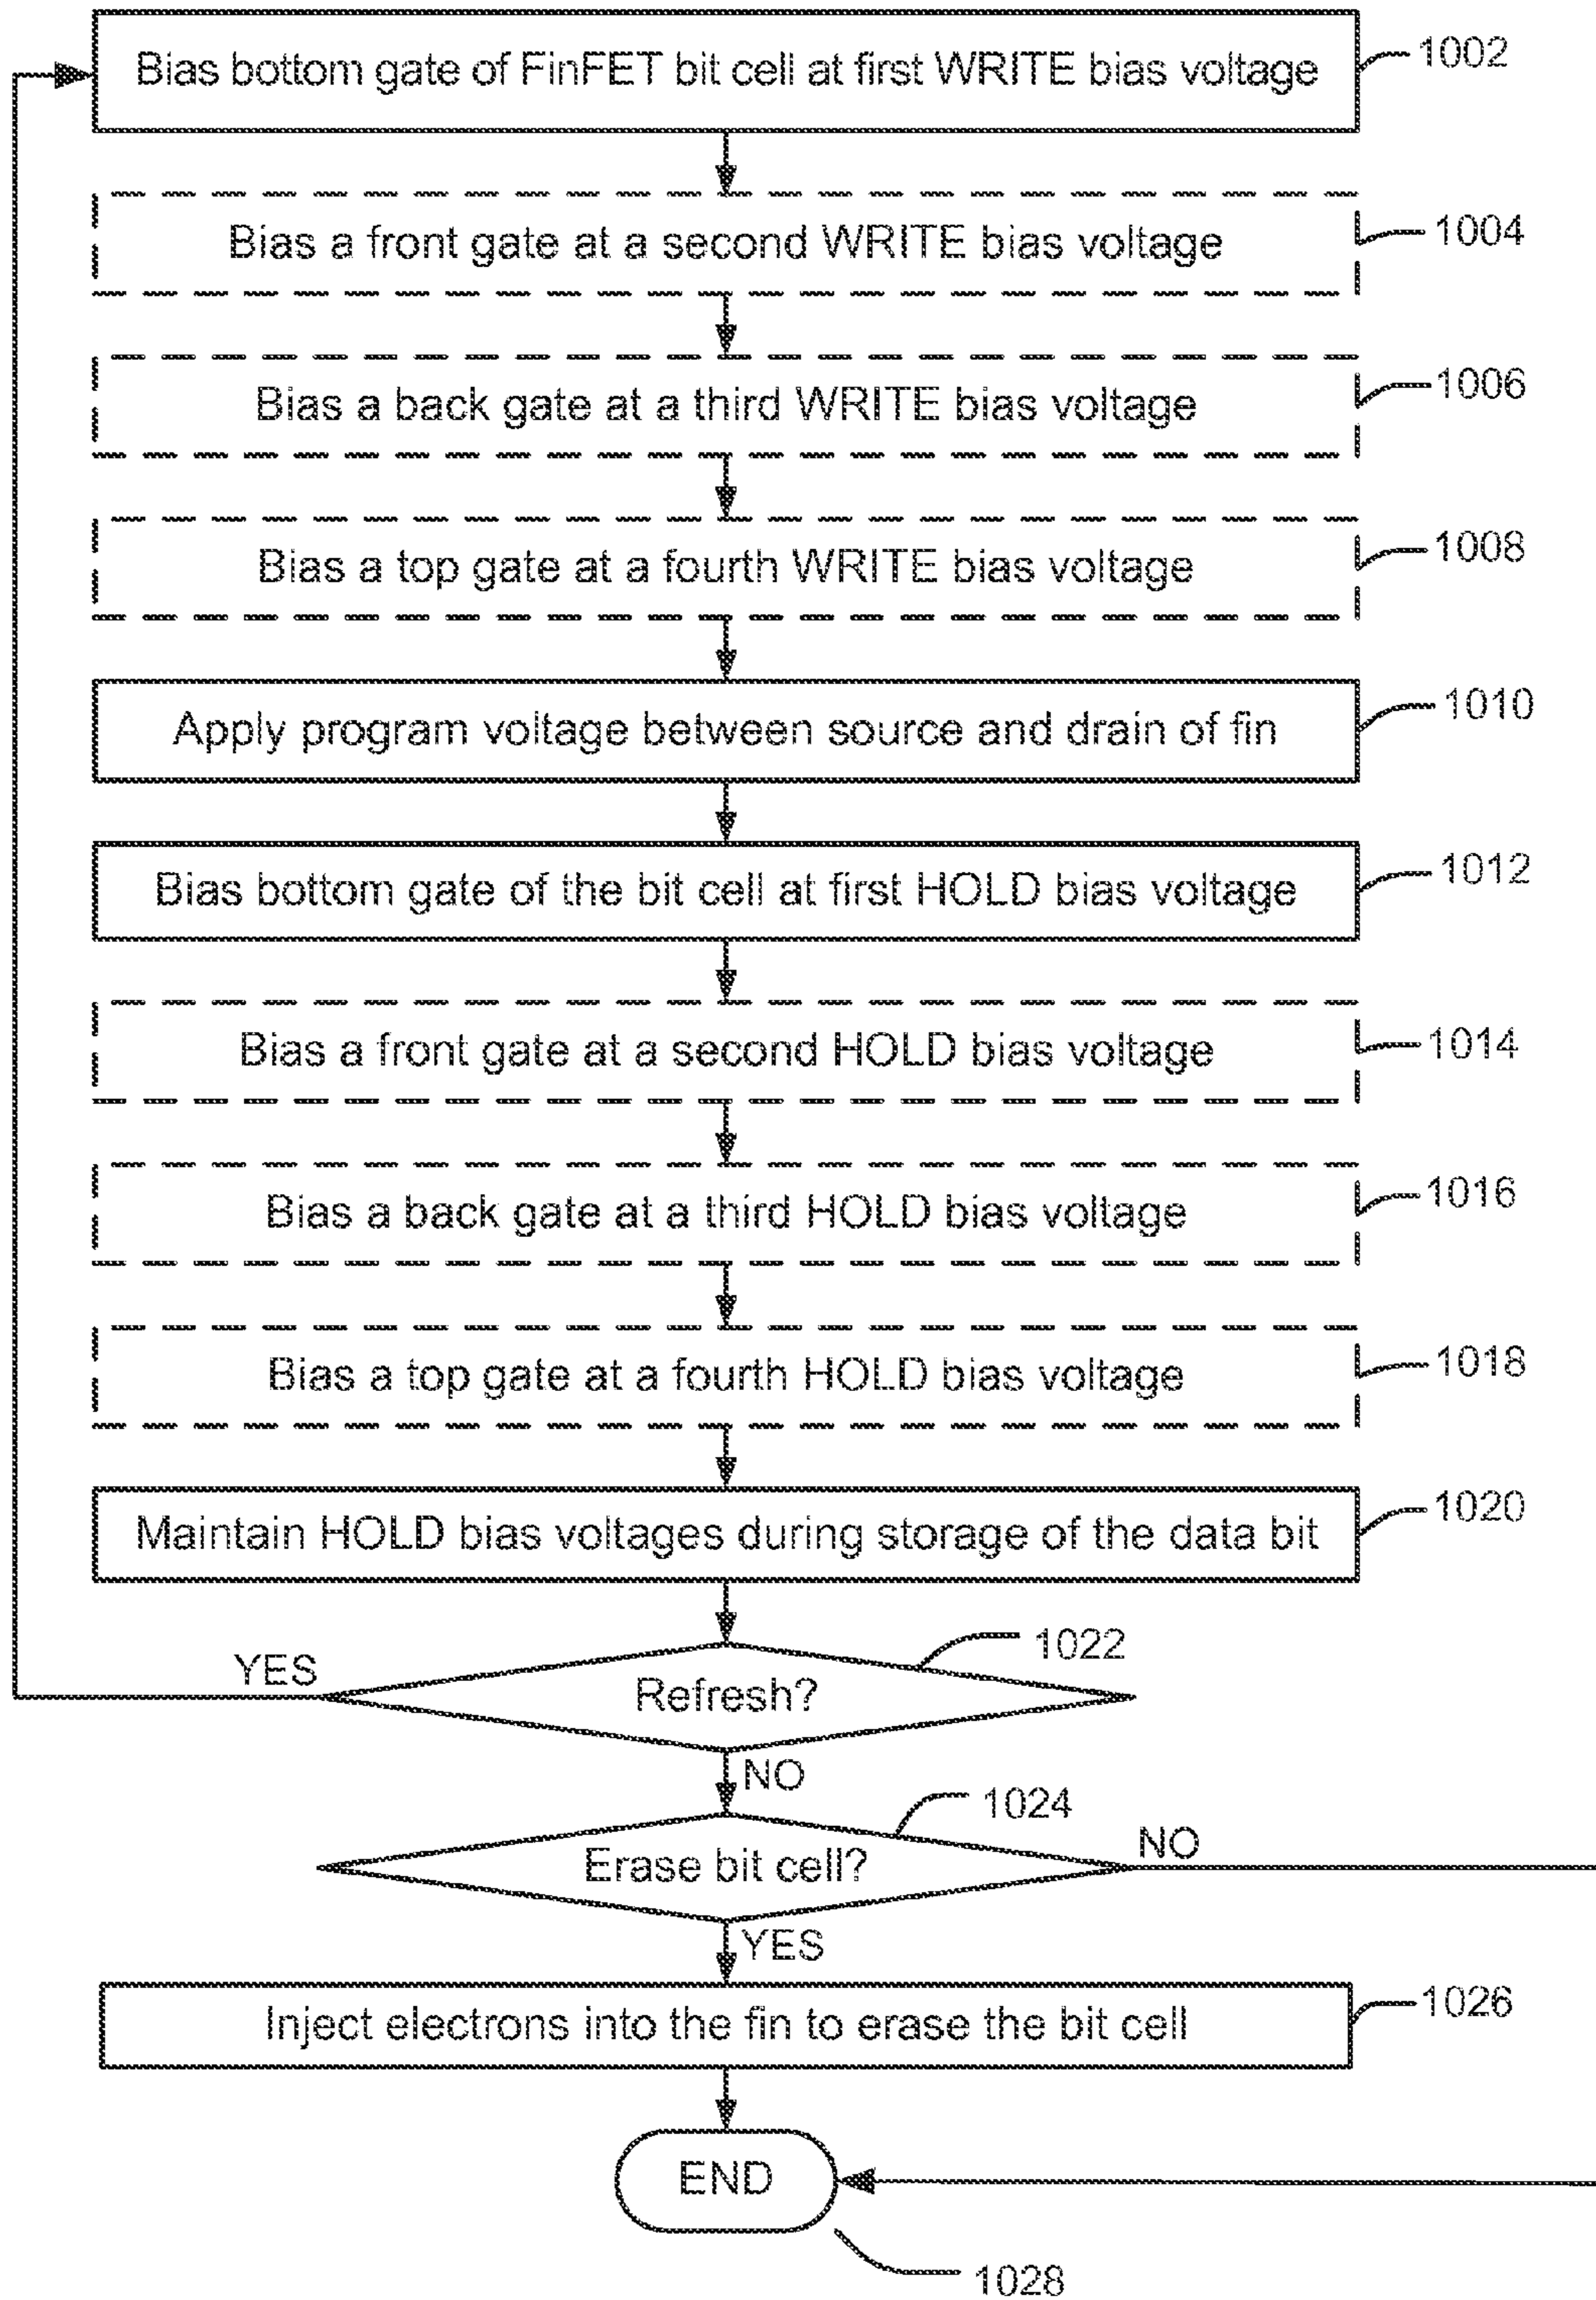 Bias bottom gate of FinFET bit cell at first WRITE bias voltage
1002
Bias a front gate at a second WRITE bias voltage
1004
Bias a back gate at a third WRITE bias voltage
1006
Bias a top gate at a fourth WRITE bias voltage
1008
Apply program voltage between source and drain of fin
1010
Bias bottom gate of the bit cell at first HOLD bias voltage
1012
Bias a front gate at a second HOLD bias voltage
1014
Bias a back gate at a third HOLD bias voltage
1016
Bias a top gate at a fourth HOLD bias voltage
1018
Maintain HOLD bias voltages during storage of the data bit
1020
1022
YES
Refresh?
NO
1024
Erase bit cell?
NO
YES
Inject electrons into the fin to erase the bit cell
1026
END
1028